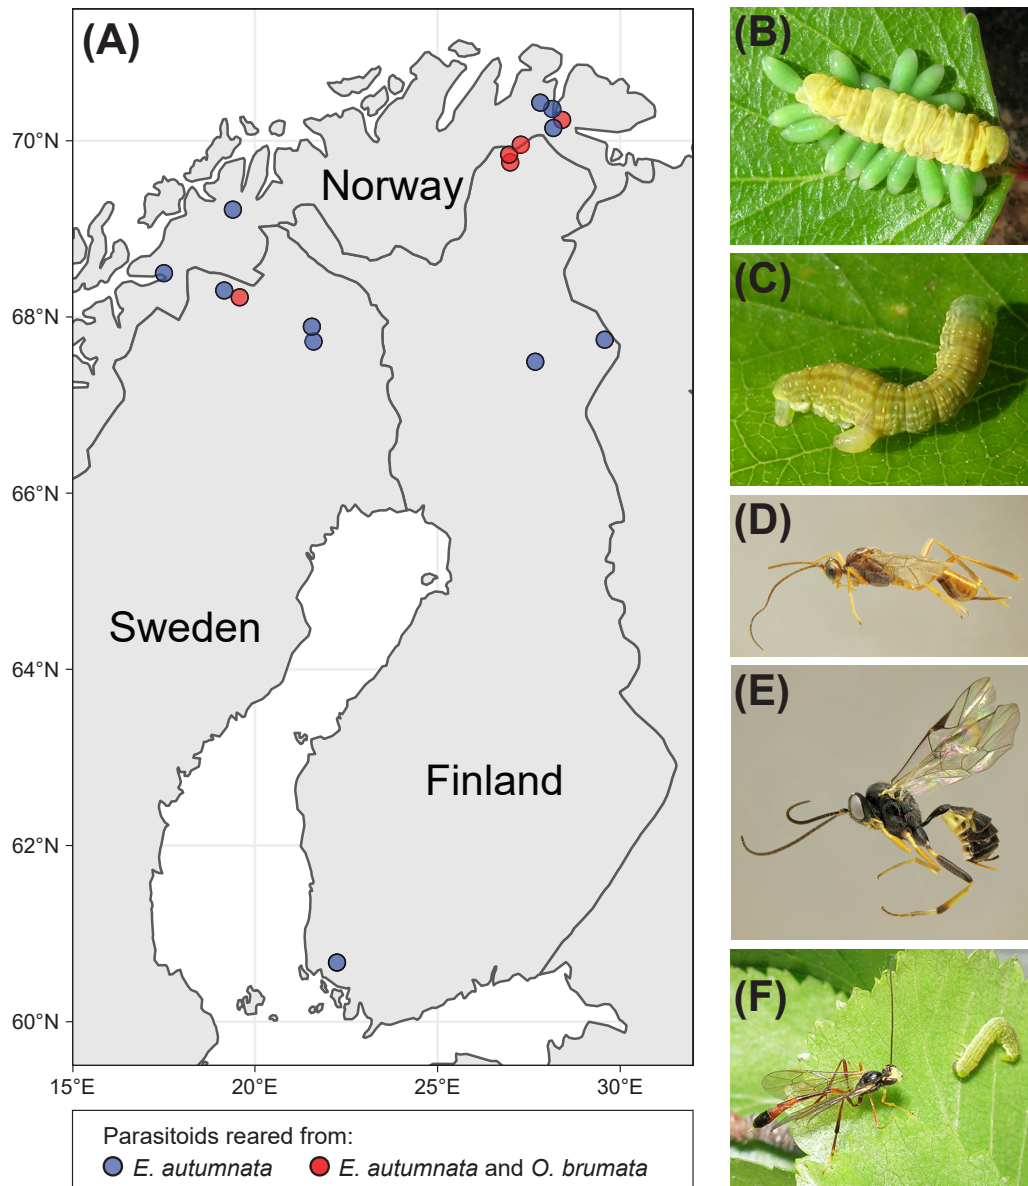 (A)
Norway
Sweden
Finland
70°N
68°N
66°N
64°N
62°N
60°N
15°E 20°E 25°E 30°E
Parasitoids reared from:
E. autumnata E. autumnata and O. brumata
(B)
(C)
(D)
(E)
(F)